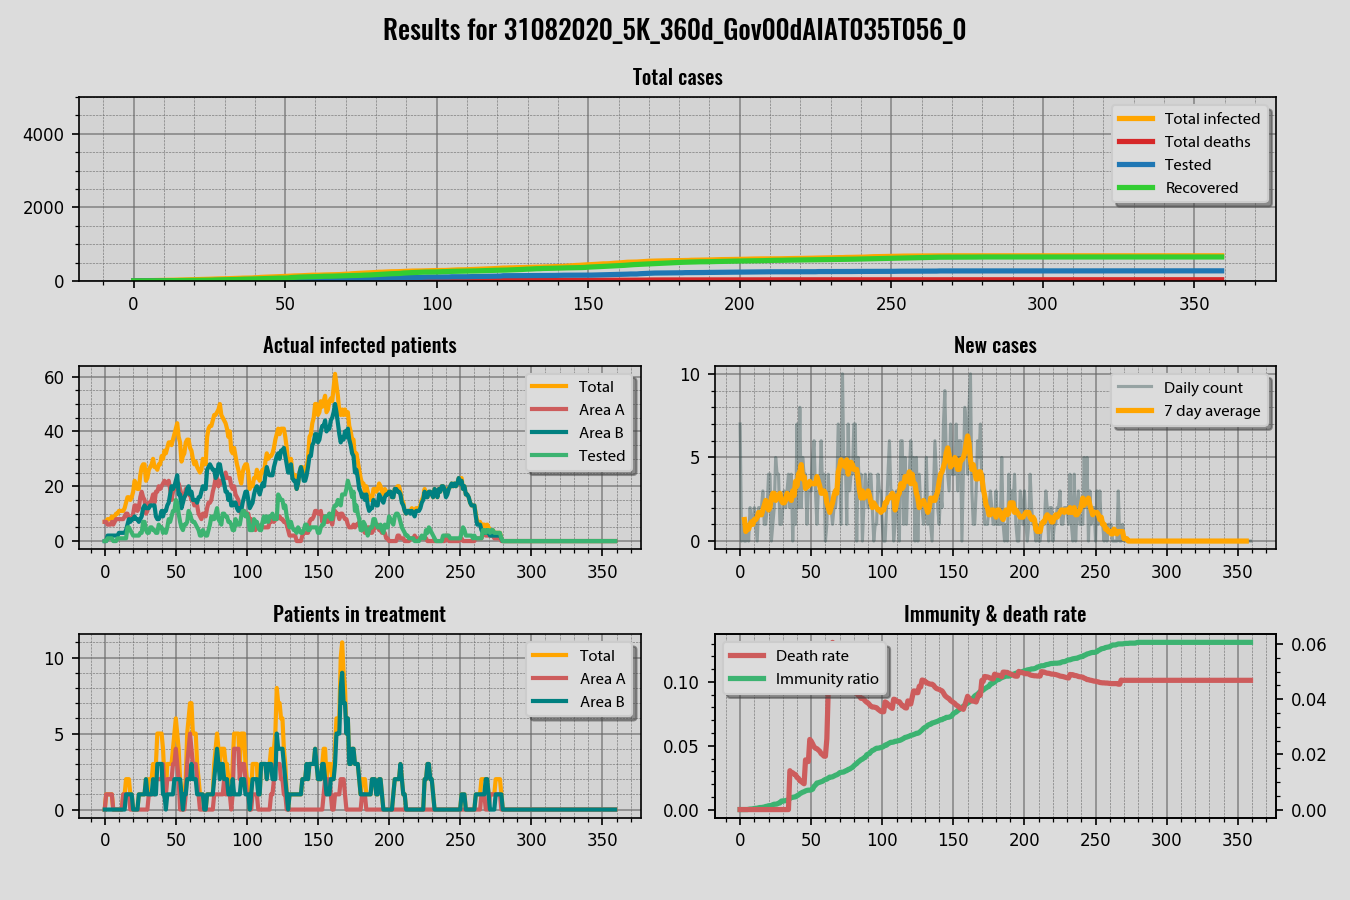 Results for 31082020_5K_360d_Gov00dAIATO35T056_0
Total cases
4000
2000
0
Total infected
Total deaths
Tested
Recovered
0 50 100 150 200 250 300 350
Actual infected patients
60
40
20
0
Total
Area A
Area B
Tested
0 50 100 150 200 250 300 350
New cases
10
5
0
Daily count
7 day average
0 50 100 150 200 250 300 350
Patients in treatment
10
5
0
Total
Area A
Area B
0 50 100 150 200 250 300 350
Immunity & death rate
0.10
0.05
0.00
Death rate
Immunity ratio
0.06
0.04
0.02
0.00
0 50 100 150 200 250 300 350